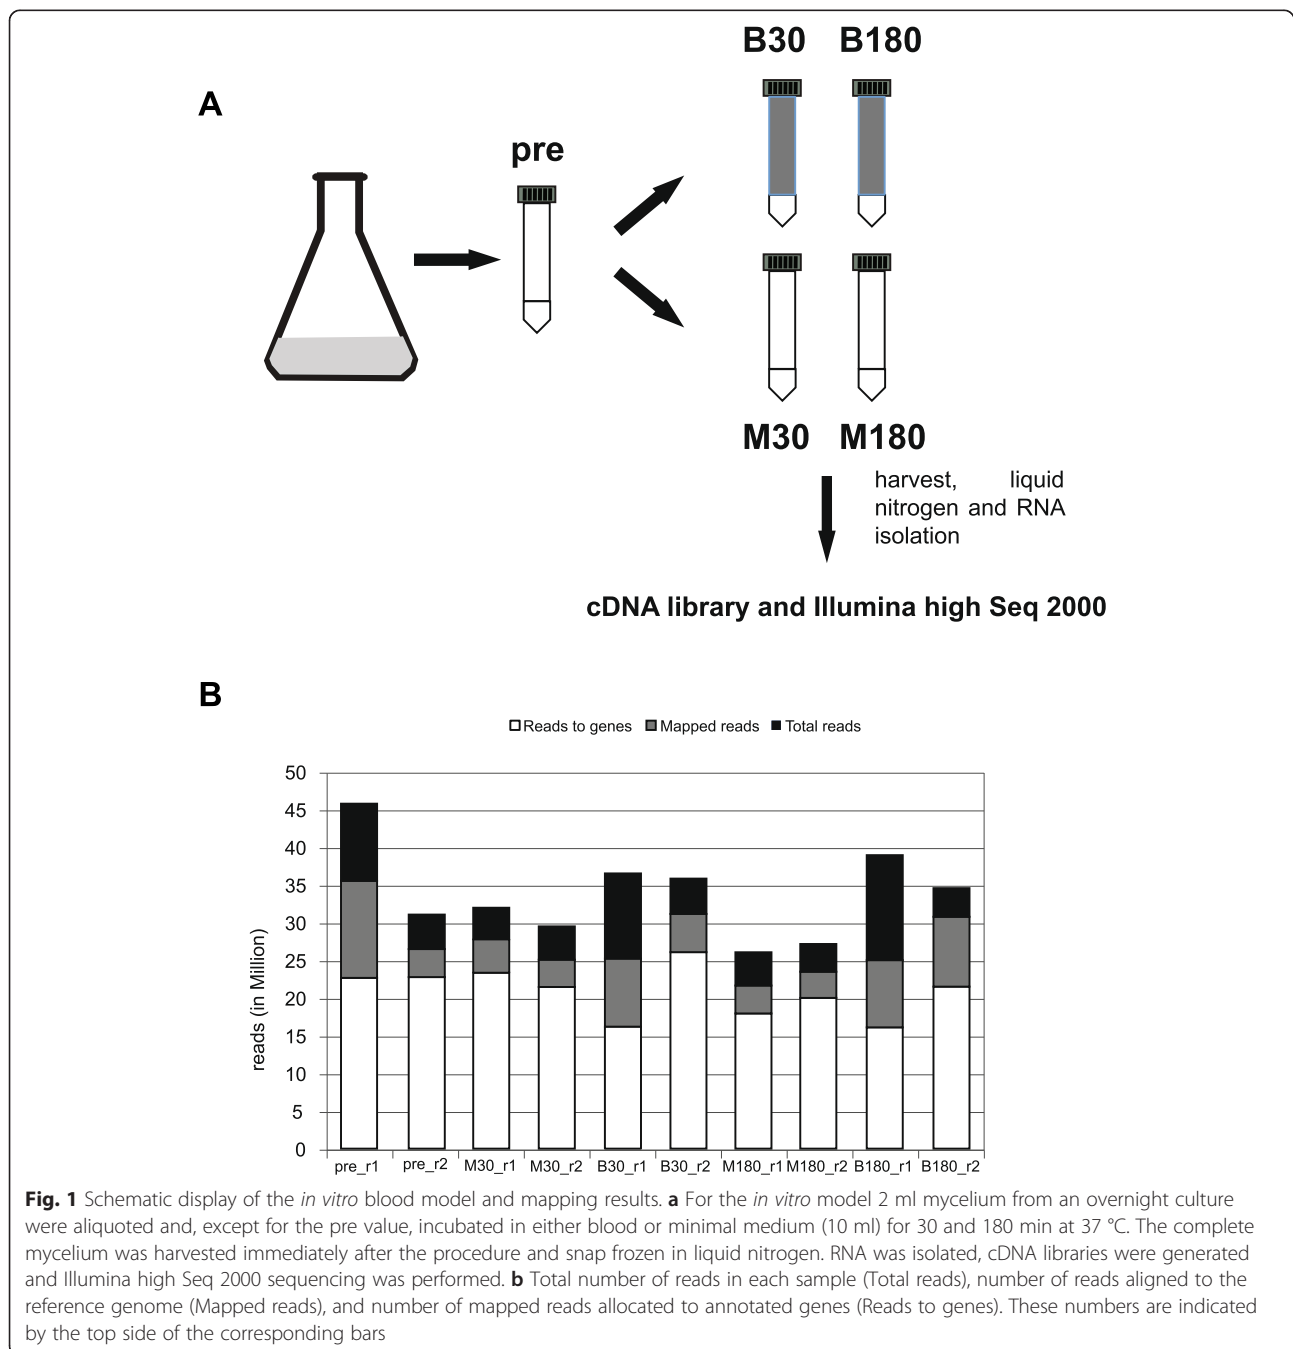 B30 B180
A
pre
M30 M180
harvest, liquid
nitrogen and RNA
isolation
cDNA library and Illumina high Seq 2000
B
Reads to genes Mapped reads Total reads
50
45
40
35
30
25
20
15
10
5
0
reads (in Million)
pre_r1 pre_r2 M30_r1 M30_r2 B30_r1 B30_r2 M180_r1 M180_r2 B180_r1 B180_r2
Fig. 1 Schematic display of the in vitro blood model and mapping results. a For the in vitro model 2 ml mycelium from an overnight culture
were aliquoted and, except for the pre value, incubated in either blood or minimal medium (10 ml) for 30 and 180 min at 37 °C. The complete
mycelium was harvested immediately after the procedure and snap frozen in liquid nitrogen. RNA was isolated, cDNA libraries were generated
and Illumina high Seq 2000 sequencing was performed. b Total number of reads in each sample (Total reads), number of reads aligned to the
reference genome (Mapped reads), and number of mapped reads allocated to annotated genes (Reads to genes). These numbers are indicated
by the top side of the corresponding bars